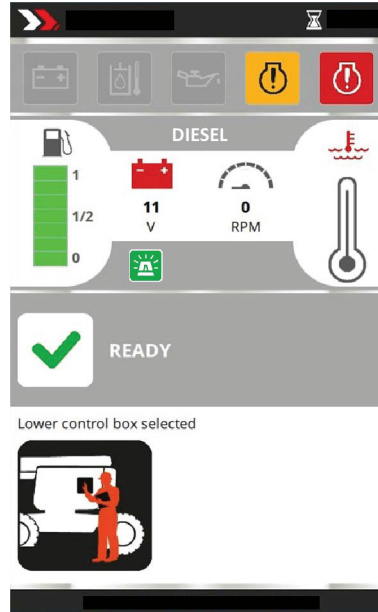 DIESEL
1
1/2
0
11
V
0
RPM
READY
Lower control box selected